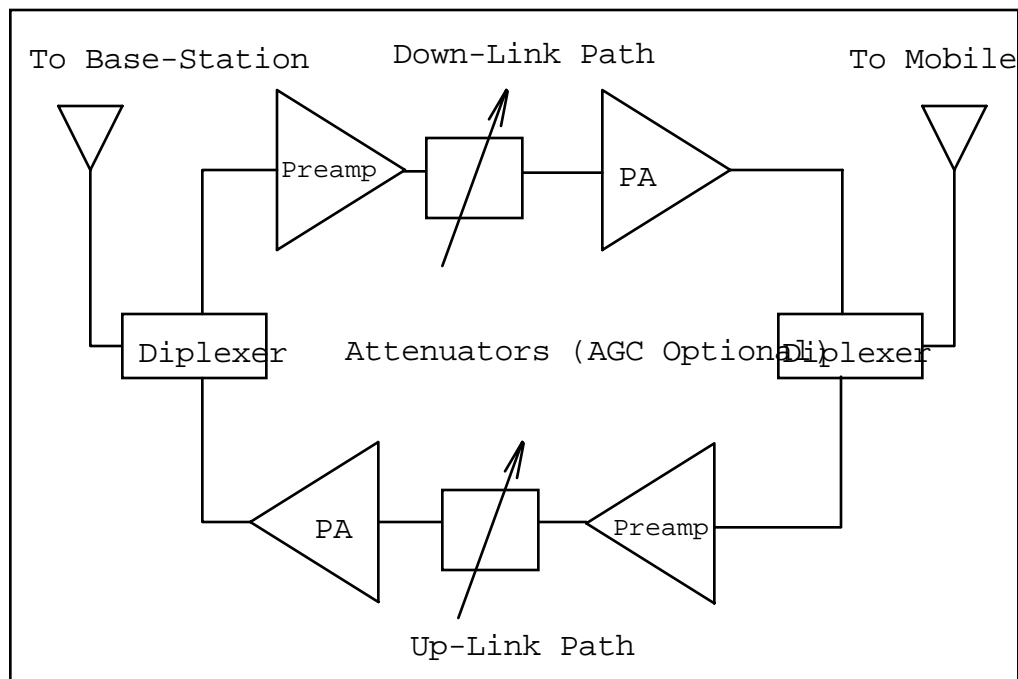 To Base-Station
Down-Link Path
To Mobile
Preamp
PA
Diplexer
Attenuators (AGC Optional)
Diplexer
PA
Preamp
Up-Link Path